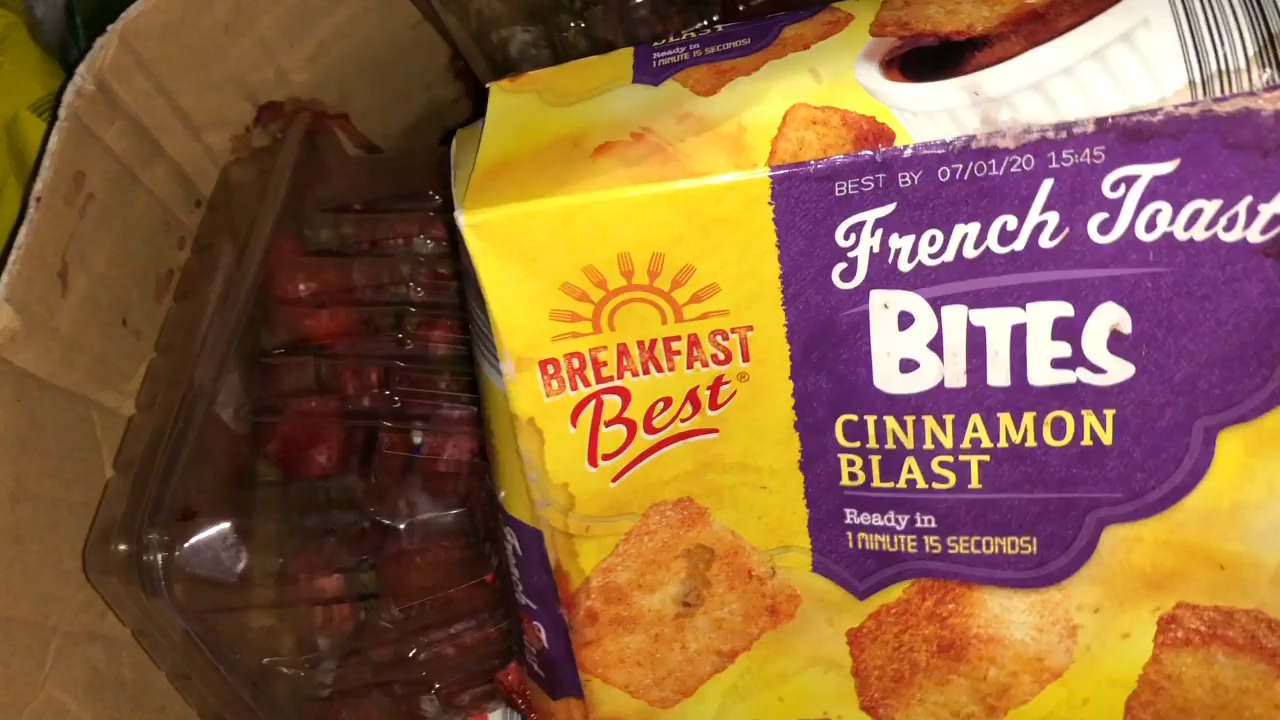 BLAST
Ready in
1 MINUTE 15 SECONDS!
BEST BY 07/01/20 15:45
French Toast
BITES
CINNAMON
BLAST
Ready in
1 MINUTE 15 SECONDS!
BREAKFAST
Best®